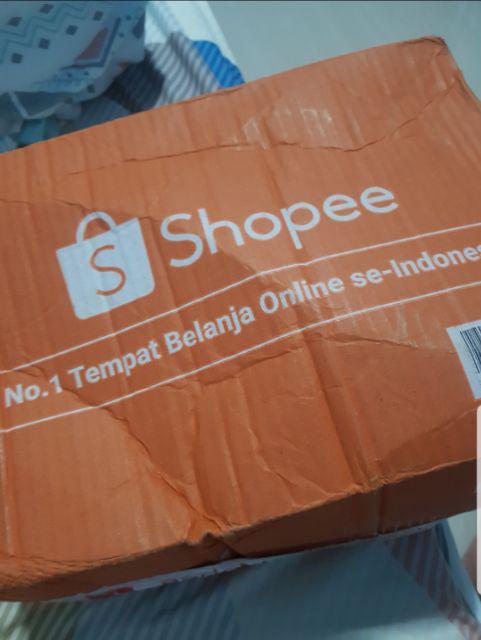 S
Shopee
No.1 Tempat Belanja Online se-Indones